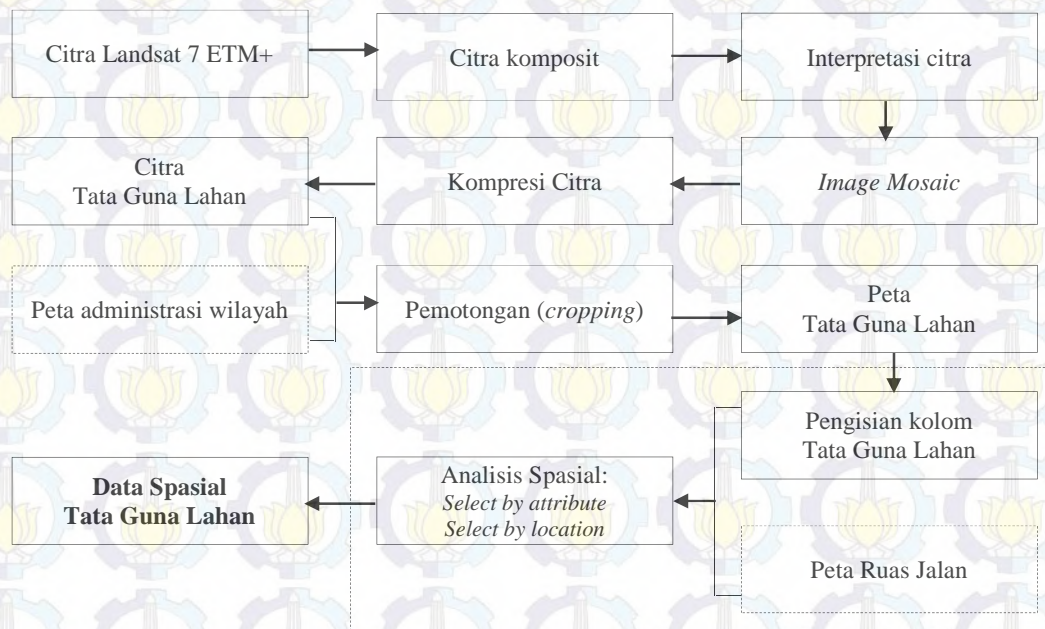 Citra Landsat 7 ETM+
Citra komposit
Interpretasi citra
Image Mosaic
Kompresi Citra
Citra
Tata Guna Lahan
Peta administrasi wilayah
Pemotongan (cropping)
Peta
Tata Guna Lahan
Pengisian kolom
Tata Guna Lahan
Peta Ruas Jalan
Analisis Spasial:
Select by attribute
Select by location
Data Spasial
Tata Guna Lahan